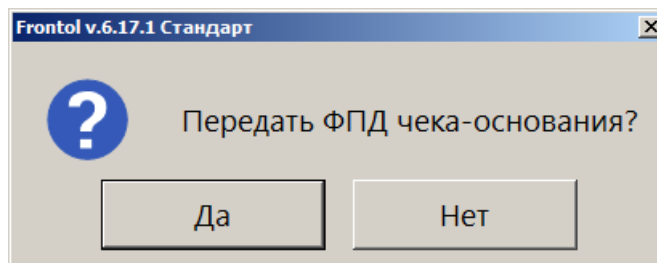 Frontol v.6.17.1 Стандарт
Передать ФПД чека-основания?
Да
Нет